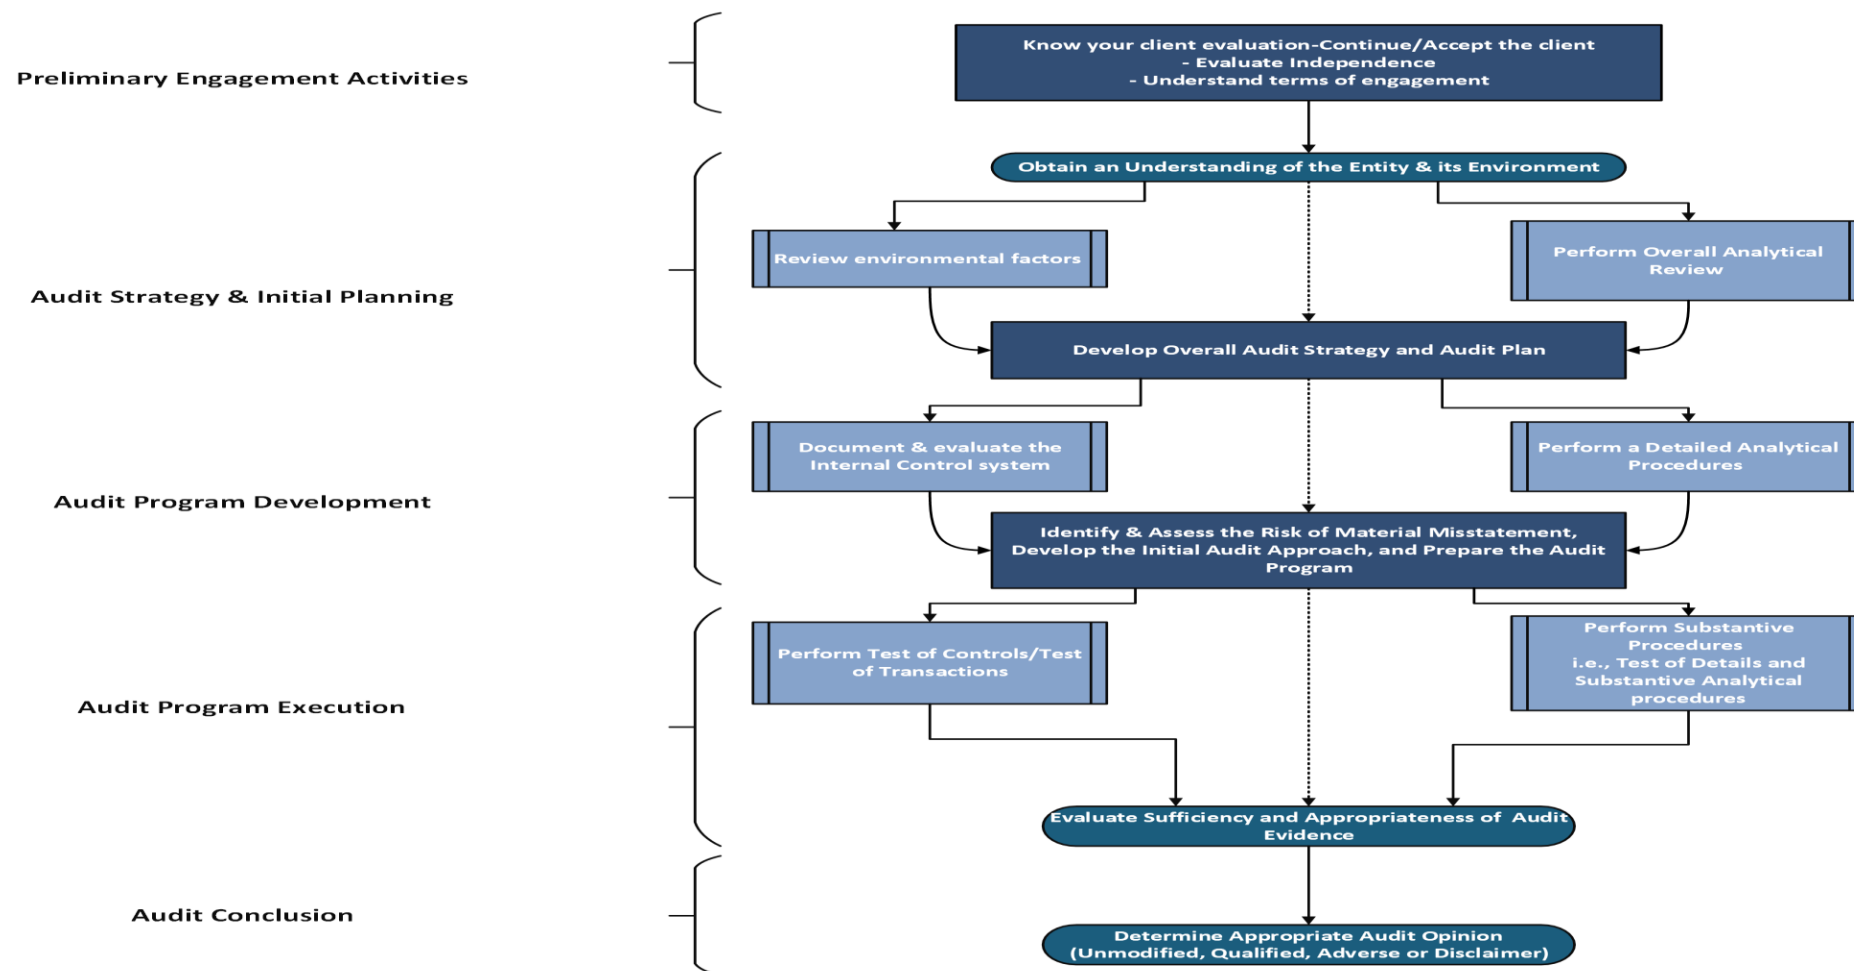 Know your client evaluation-Continue/Accept the client
- Evaluate Independence
- Understand terms of engagement
Preliminary Engagement Activities
Obtain an Understanding of the Entity & its Environment
Review environmental factors
Perform Overall Analytical
Review
Audit Strategy & Initial Planning
Develop Overall Audit Strategy and Audit Plan
Document & evaluate the
Internal Control system
Perform a Detailed Analytical
Procedures
Audit Program Development
Identify & Assess the Risk of Material Misstatement,
Develop the Initial Audit Approach, and Prepare the Audit
Program
Perform Test of Controls/Test
of Transactions
Perform Substantive
Procedures
i.e., Test of Details and
Substantive Analytical
procedures
Audit Program Execution
Evaluate Sufficiency and Appropriateness of  Audit
Evidence
Audit Conclusion
Determine Appropriate Audit Opinion
(Unmodified, Qualified, Adverse or Disclaimer)